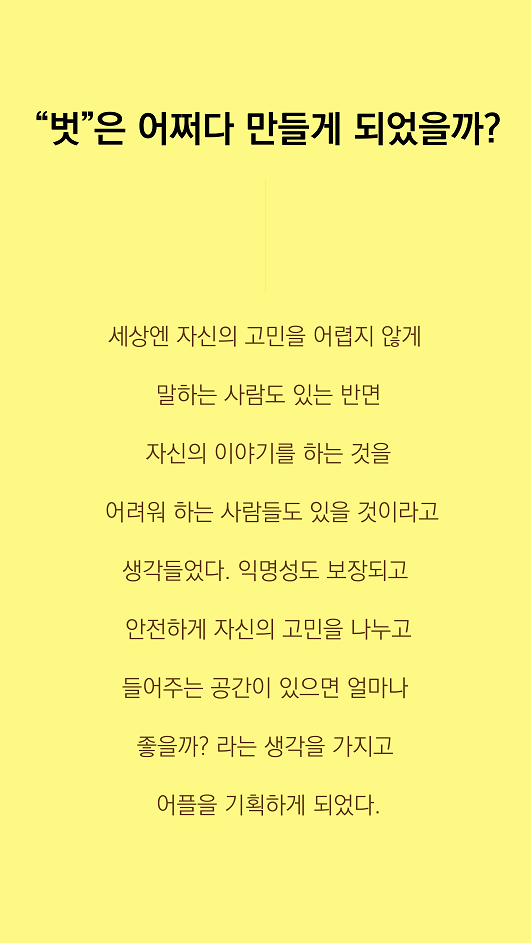 “벗”은 어쩌다 만들게 되었을까?
세상엔 자신의 고민을 어렵지 않게
말하는 사람도 있는 반면
자신의 이야기를 하는 것을
어려워 하는 사람들도 있을 것이라고
생각들었다. 익명성도 보장되고
안전하게 자신의 고민을 나누고
들어주는 공간이 있으면 얼마나
좋을까? 라는 생각을 가지고
어플을 기획하게 되었다.